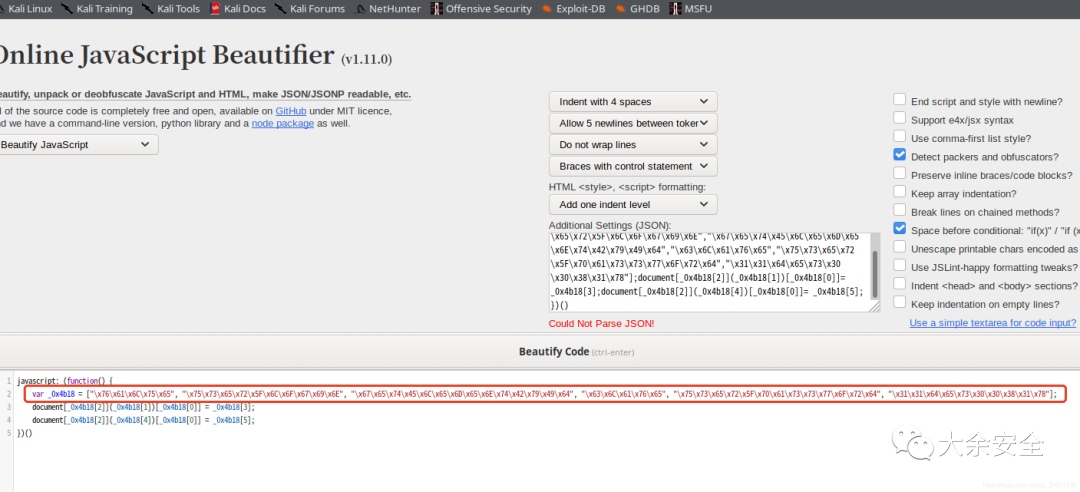 Kali Linux Kali Training Kali Tools Kali Docs Kali Forums NetHunter Offensive Security Exploit-DB GHDB MSFU
Online JavaScript Beautifier (v1.11.0)
eautify, unpack or deobfuscate JavaScript and HTML, make JSON/JSONP readable, etc.
l of the source code is completely free and open, available on GitHub under MIT licence,
nd we have a command-line version, python library and a node package as well.
Beautify JavaScript
Indent with 4 spaces
Allow 5 newlines between token
Do not wrap lines
Braces with control statement
HTML <style>, <script> formatting:
Add one indent level
Additional Settings (JSON):
\x65\x72\x5F\x6C\x6F\x67\x69\x6E","\x67\x65\x74\x45\x6C\x65\x6D\x65
\x6E\x74\x42\x79\x49\x64","\x63\x6C\x61\x76\x65","\x75\x73\x65\x72
\x5F\x70\x61\x73\x73\x77\x6F\x72\x64","\x31\x31\x64\x65\x73\x30
\x30\x38\x31\x78"];document[_0x4b18[2]](_0x4b18[1])[_0x4b18[0]]=
_0x4b18[3];document[_0x4b18[2]](_0x4b18[4])[_0x4b18[0]]= _0x4b18[5];
})()
Could Not Parse JSON!
End script and style with newline?
Support e4x/jsx syntax
Use comma-first list style?
Detect packers and obfuscators?
Preserve inline braces/code blocks?
Keep array indentation?
Break lines on chained methods?
Space before conditional: "if(x)" / "if (x
Unescape printable chars encoded as
Use JSLint-happy formatting tweaks?
Indent <head> and <body> sections?
Keep indentation on empty lines?
Use a simple textarea for code input?
Beautify Code (ctrl-enter)
1 javascript: (function() {
2 var _0x4b18 = ["\x76\x61\x6C\x75\x65", "\x75\x73\x65\x72\x5F\x6C\x6F\x67\x69\x6E", "\x67\x65\x74\x45\x6C\x65\x6D\x65\x6E\x74\x42\x79\x49\x64", "\x63\x6C\x61\x76\x65", "\x75\x73\x65\x72\x5F\x70\x61\x73\x73\x77\x6F\x72\x64", "\x31\x31\x64\x65\x73\x30\x30\x38\x31\x78"];
3 document[_0x4b18[2]](_0x4b18[1])[_0x4b18[0]] = _0x4b18[3];
4 document[_0x4b18[2]](_0x4b18[4])[_0x4b18[0]] = _0x4b18[5];
5 })()
大余安全